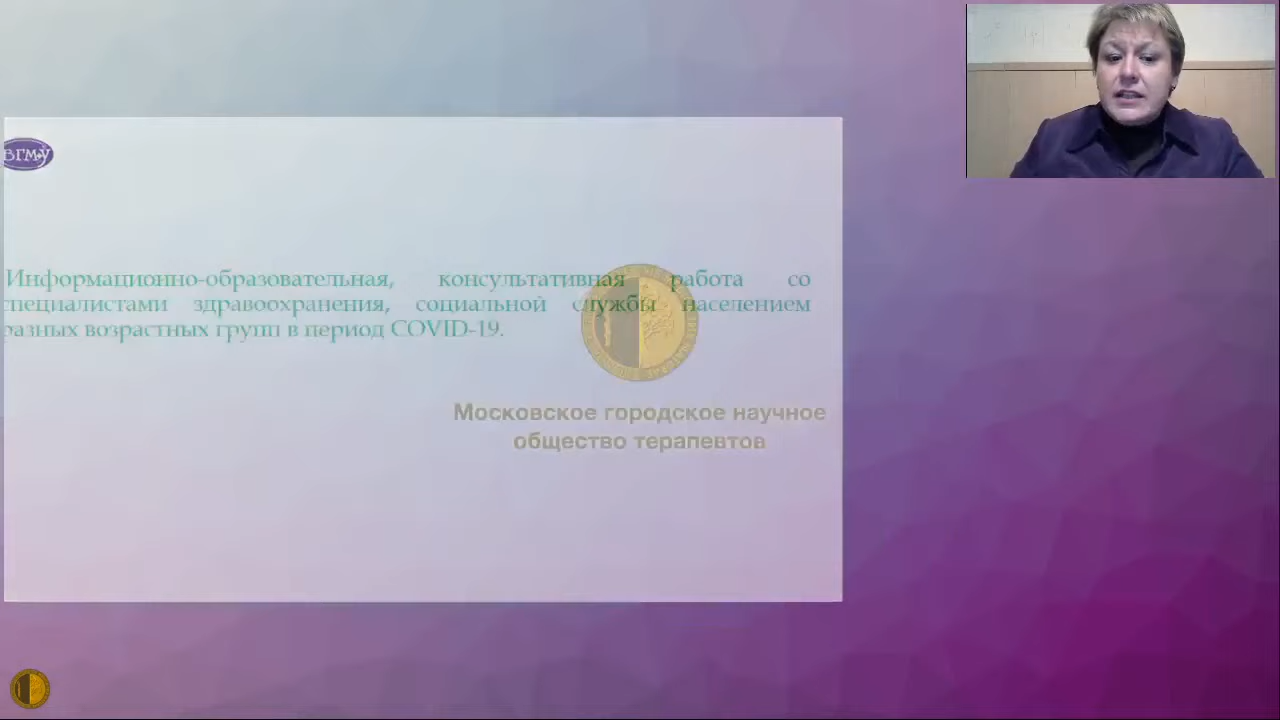 ВГМУ
Информационно-образовательная, консультативная работа со
специалистами здравоохранения, социальной службы населением
разных возрастных групп в период COVID-19.
Московское городское научное
общество терапевтов